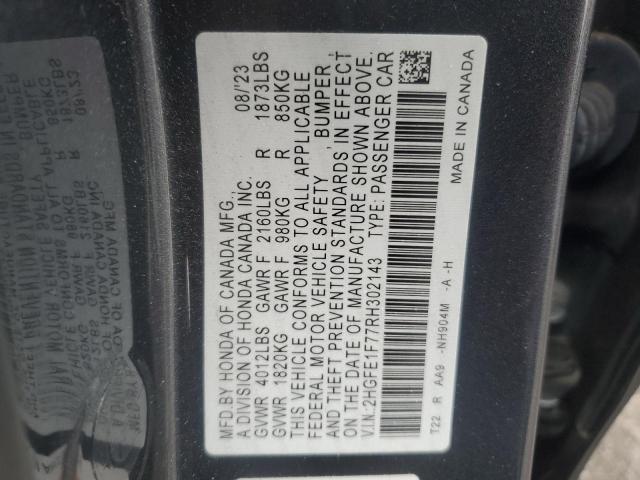 MFD.BY HONDA OF CANADA MFG., 08/'23
A DIVISION OF HONDA CANADA INC.
GVWR 4012LBS GAWR F 2160LBS R 1873LBS
GVWR 1820KG GAWR F 980KG R 850KG
THIS VEHICLE CONFORMS TO ALL APPLICABLE
FEDERAL MOTOR VEHICLE SAFETY, BUMPER,
AND THEFT PREVENTION STANDARDS IN EFFECT
ON THE DATE OF MANUFACTURE SHOWN ABOVE.
V.I.N.: 2HGFE1F77RH302143 TYPE: PASSENGER CAR
T22 R AA9 -NH904M -A -H MADE IN CANADA